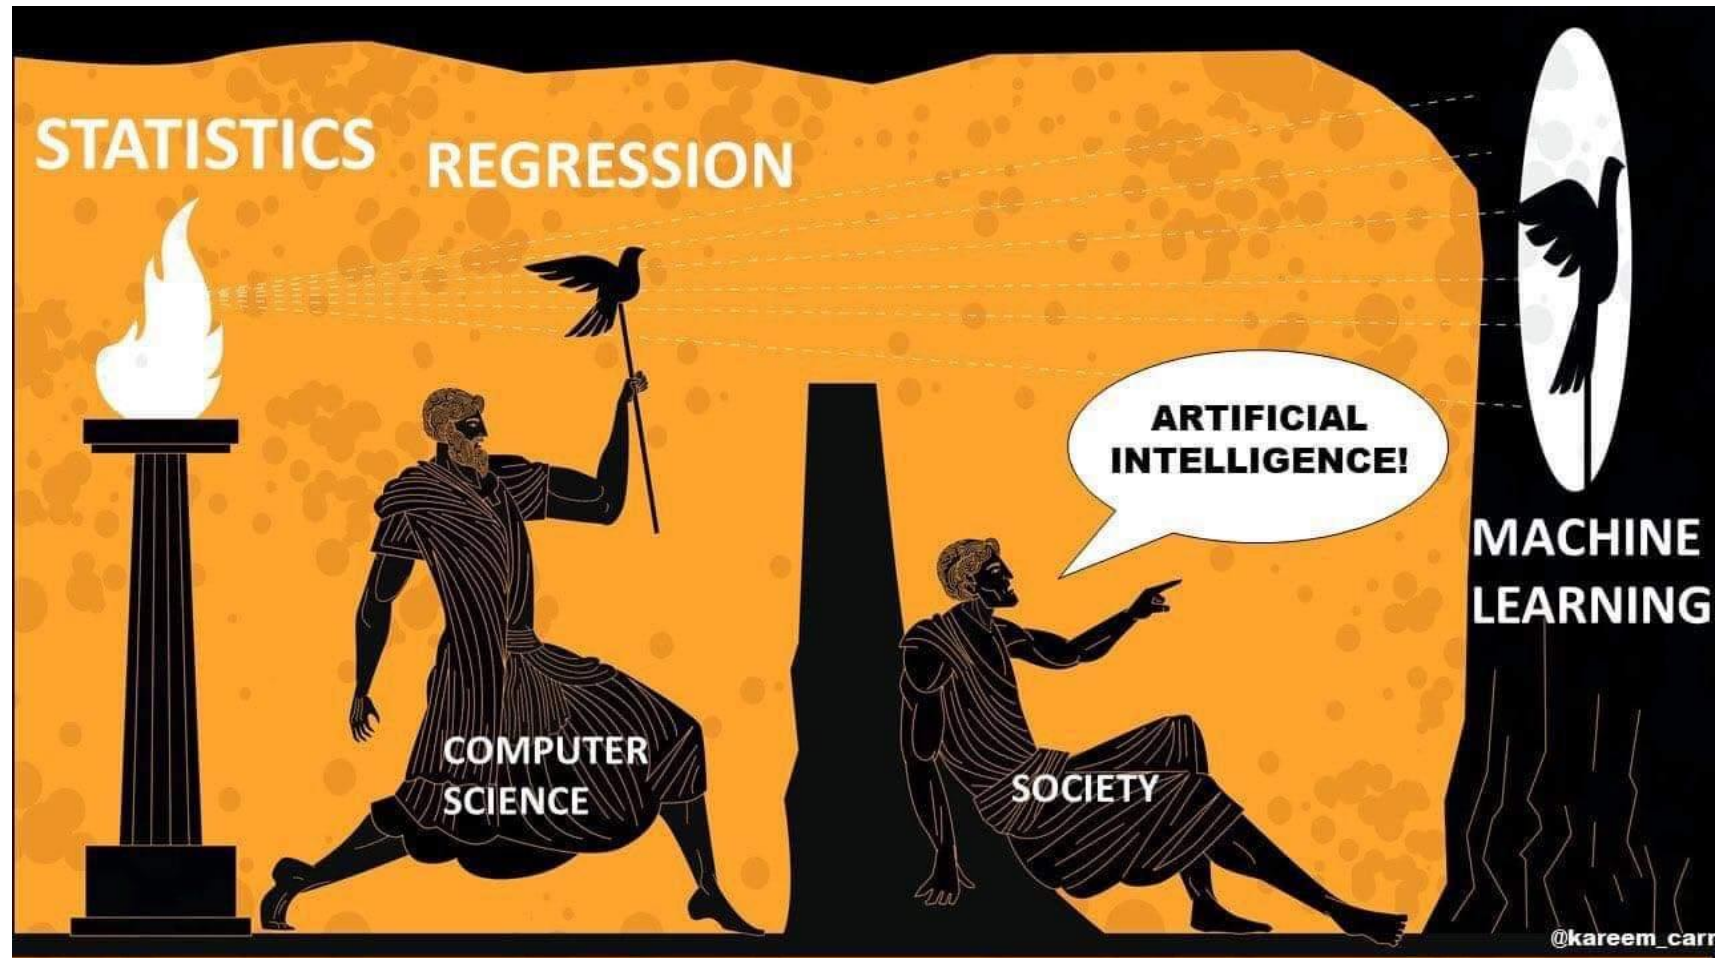 STATISTICS
REGRESSION
ARTIFICIAL
INTELLIGENCE!
MACHINE
LEARNING
COMPUTER
SCIENCE
SOCIETY
@kareem_carr